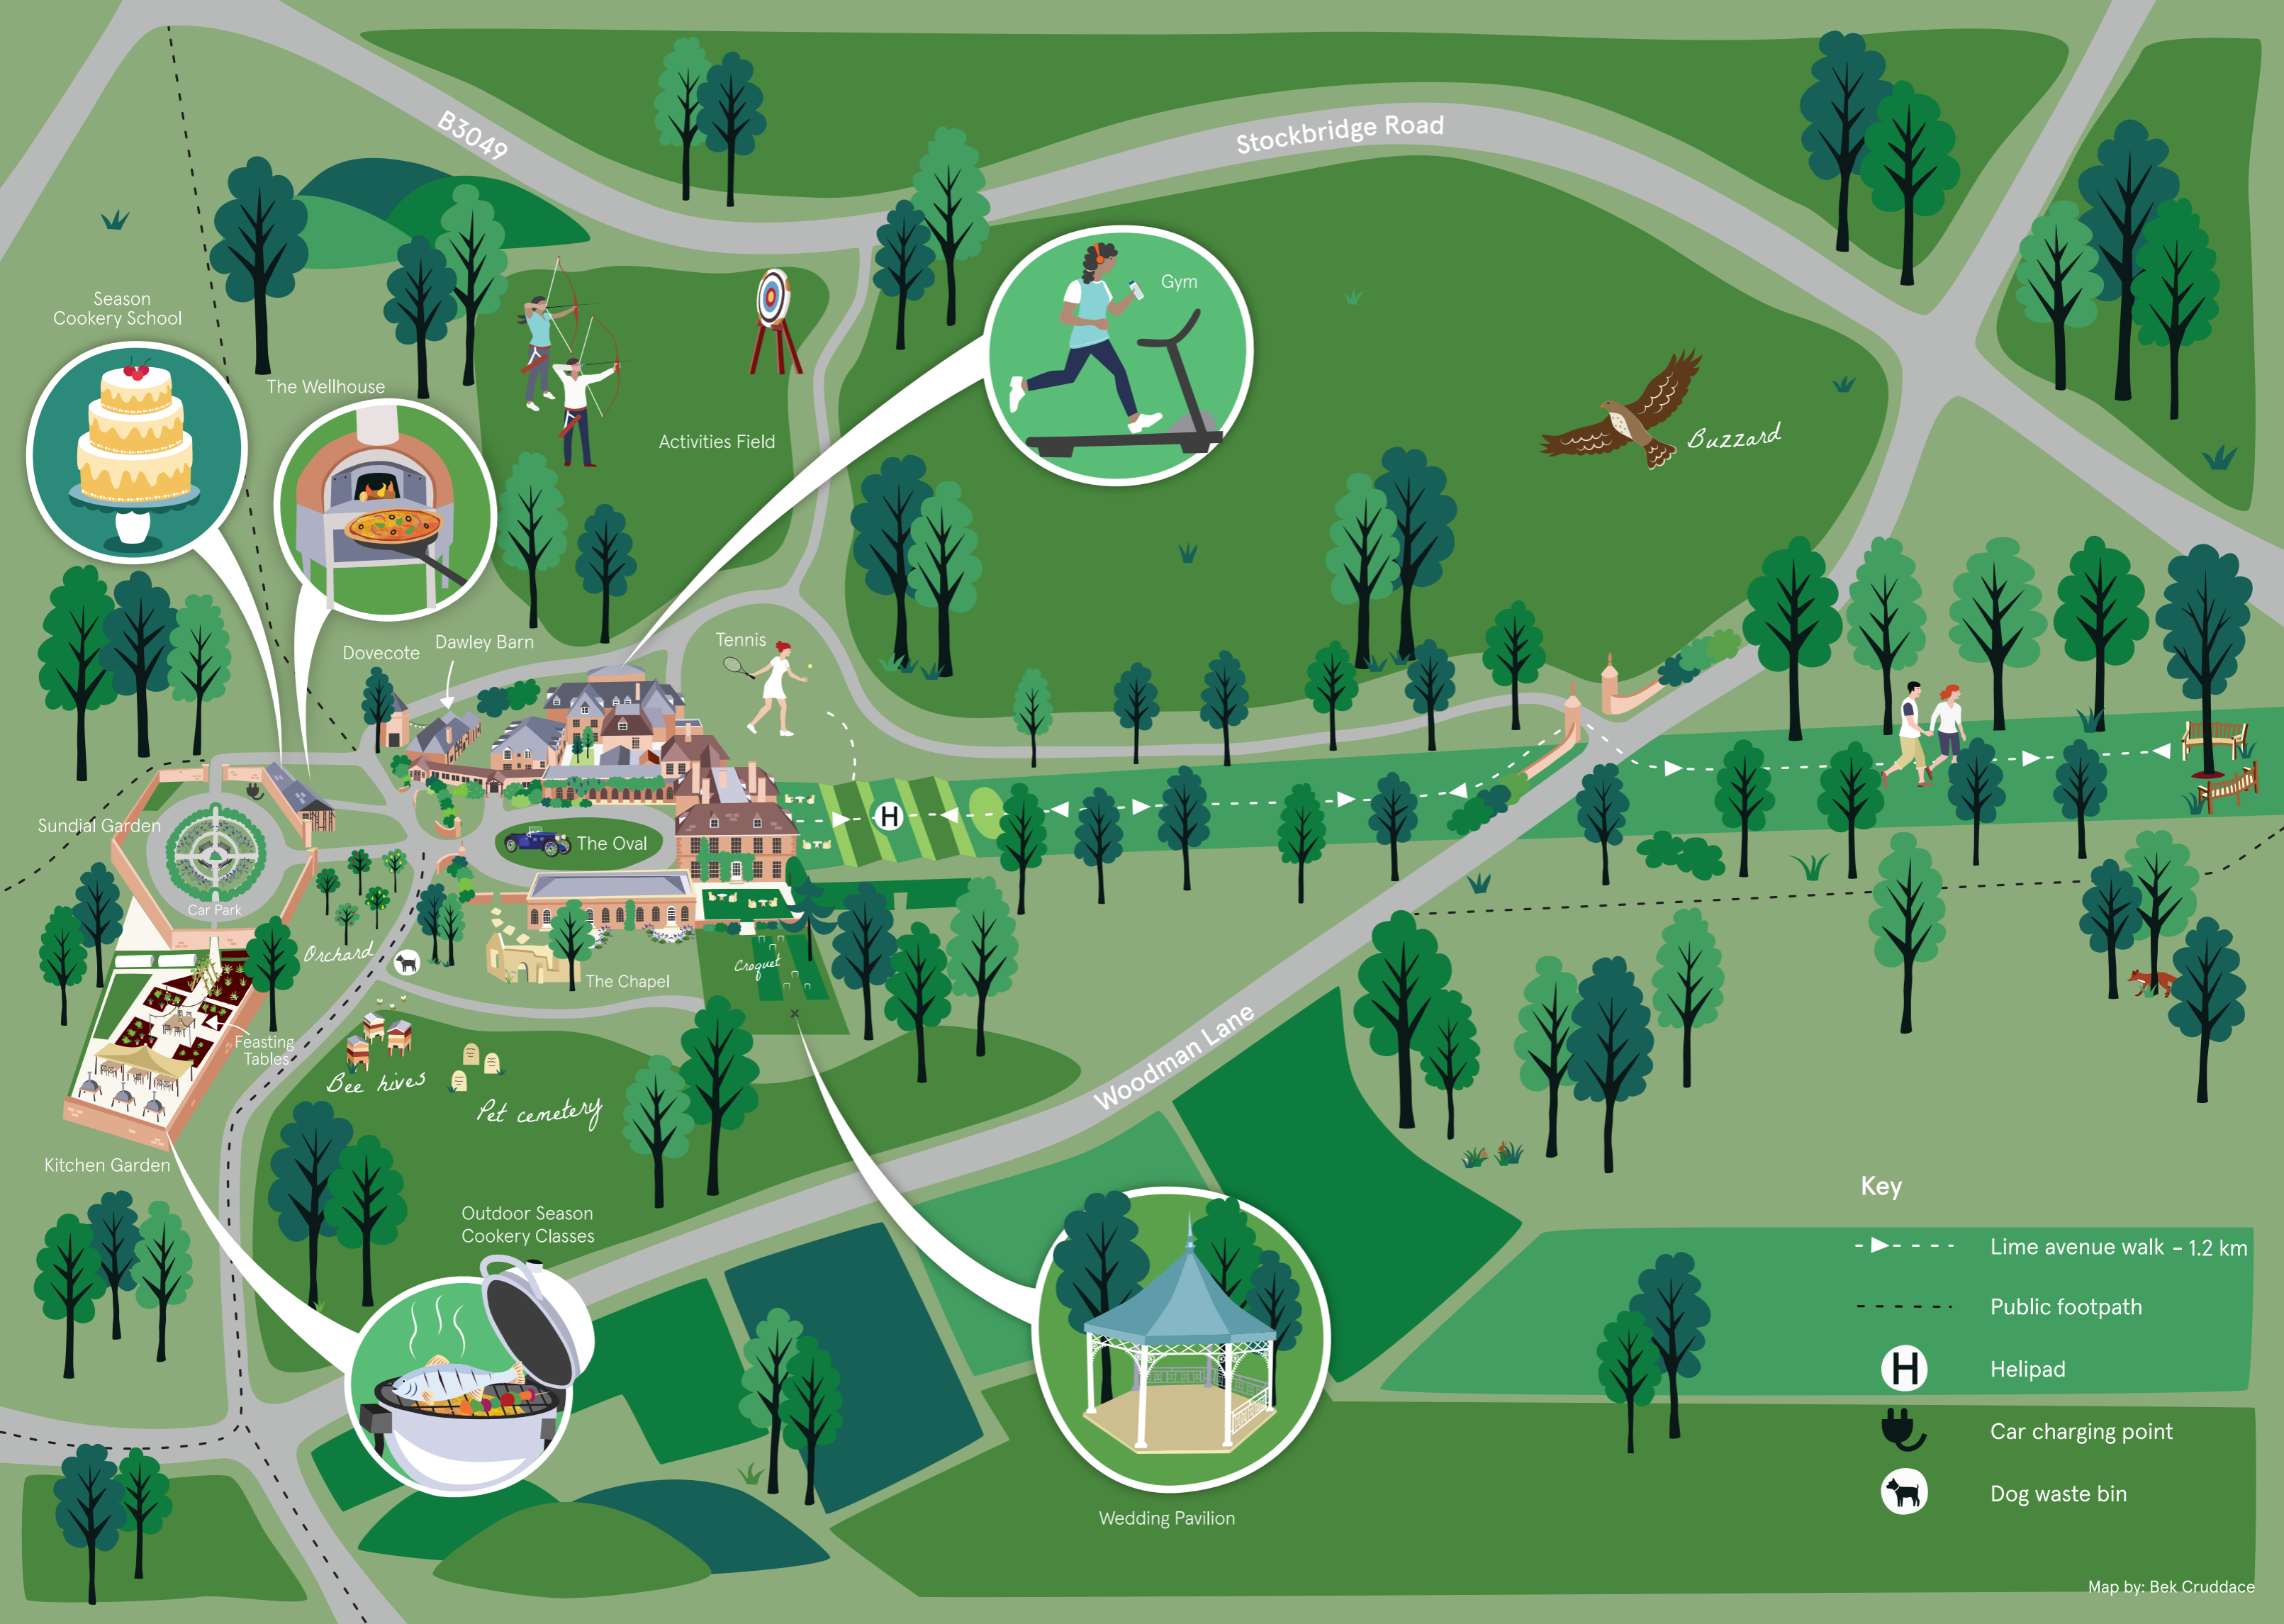 B3049
Stockbridge Road
Season
Cookery School
The Wellhouse
Gym
Activities Field
Buzzard
Dovecote
Dawley Barn
Tennis
Sundial Garden
The Oval
H
Car Park
Orchard
Croquet
The Chapel
Feasting
Tables
Bee hives
Pet cemetery
Woodman Lane
Kitchen Garden
Outdoor Season
Cookery Classes
Wedding Pavilion
Key
Lime avenue walk - 1.2 km
Public footpath
H
Helipad
Car charging point
Dog waste bin
Map by: Bek Cruddace